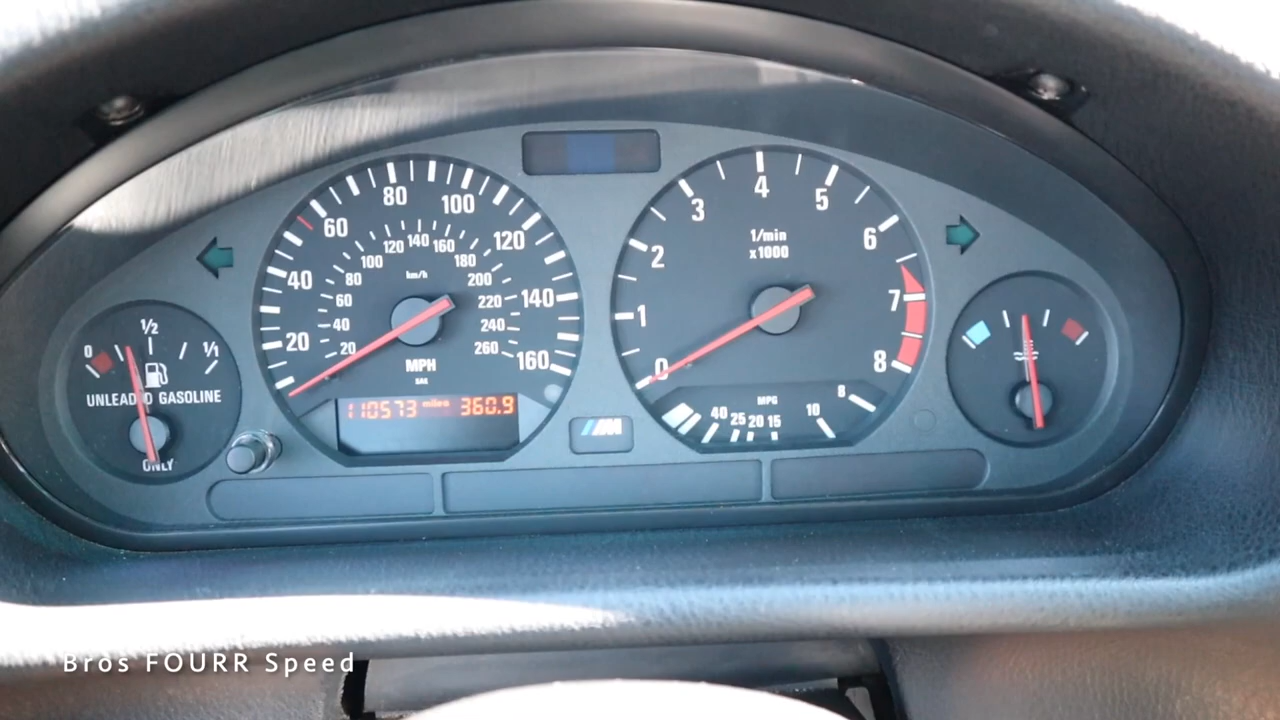 0 1/2 1/1
UNLEADED GASOLINE
ONLY
20 40 60 80 100 120 140 160
20 40 60 80 100 120 140 160 180 200 220 240 260
km/h
MPH
SAE
110573 miles 360.9
M
0 1 2 3 4 5 6 7 8
1/min
x1000
MPG
40 25 20 15 10 8
Bros FOURR Speed